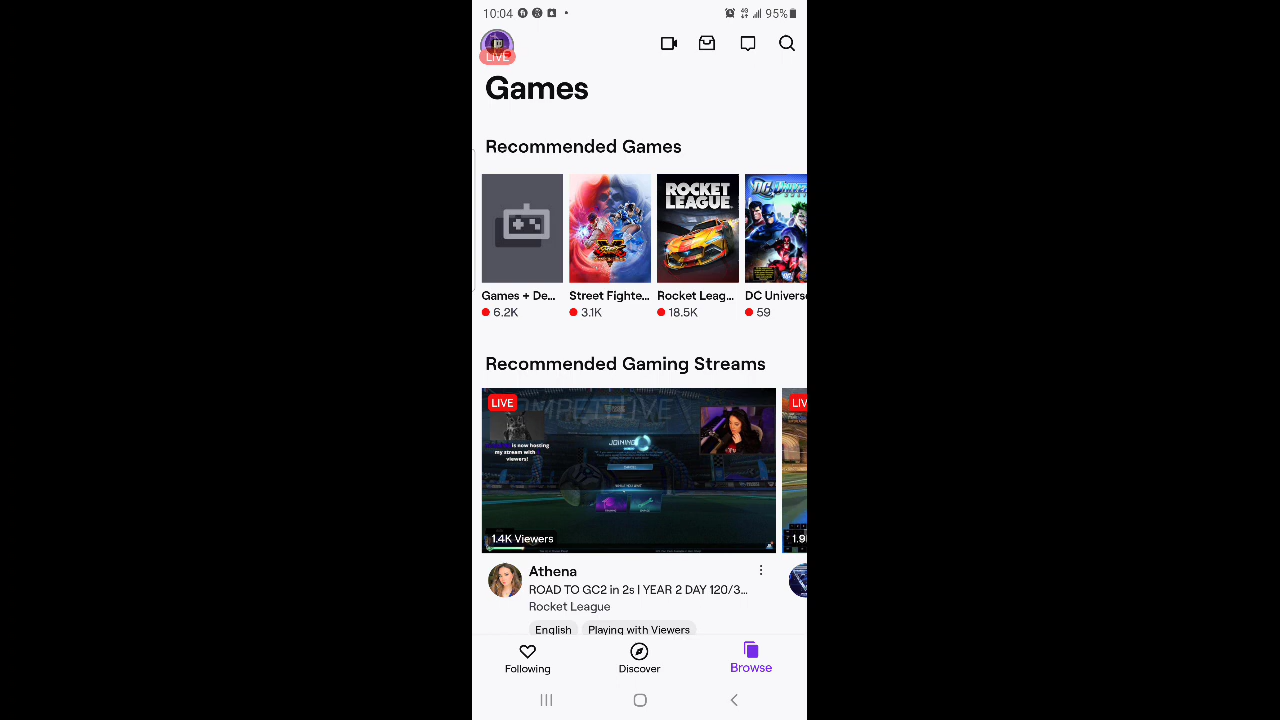 10:04
95%
LIVE
Games
Recommended Games
ROCKET
LEAGUE
Games + De...
Street Fighte...
Rocket Leag...
DC Universe
6.2K
3.1K
18.5K
59
Recommended Gaming Streams
LIVE
LIV
is now hosting
my stream with
viewers!
JOINING
1.4K Viewers
1.9
Athena
ROAD TO GC2 in 2s | YEAR 2 DAY 120/3...
Rocket League
English
Playing with Viewers
Following
Discover
Browse